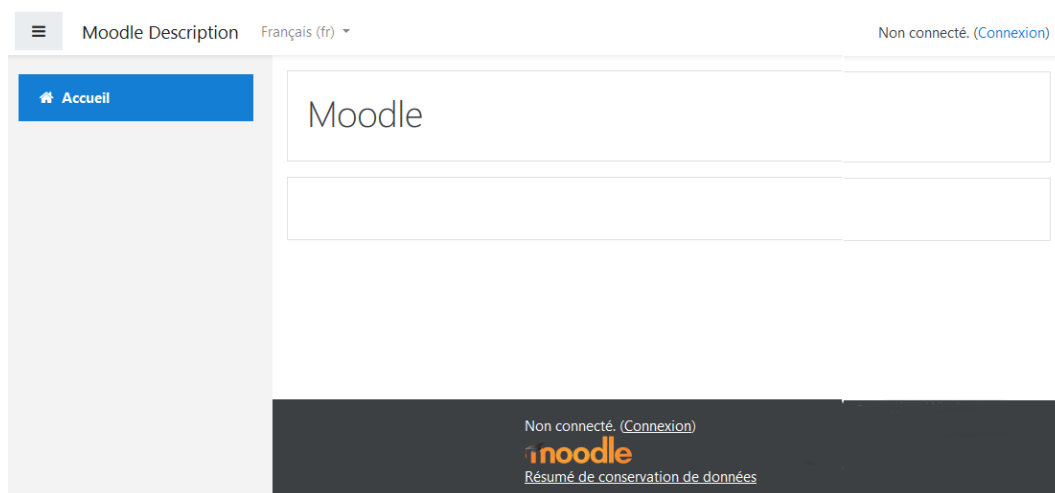 Moodle Description Français (fr) Non connecté. (Connexion)
Accueil
Moodle
Non connecté. (Connexion)
moodle
Résumé de conservation de données